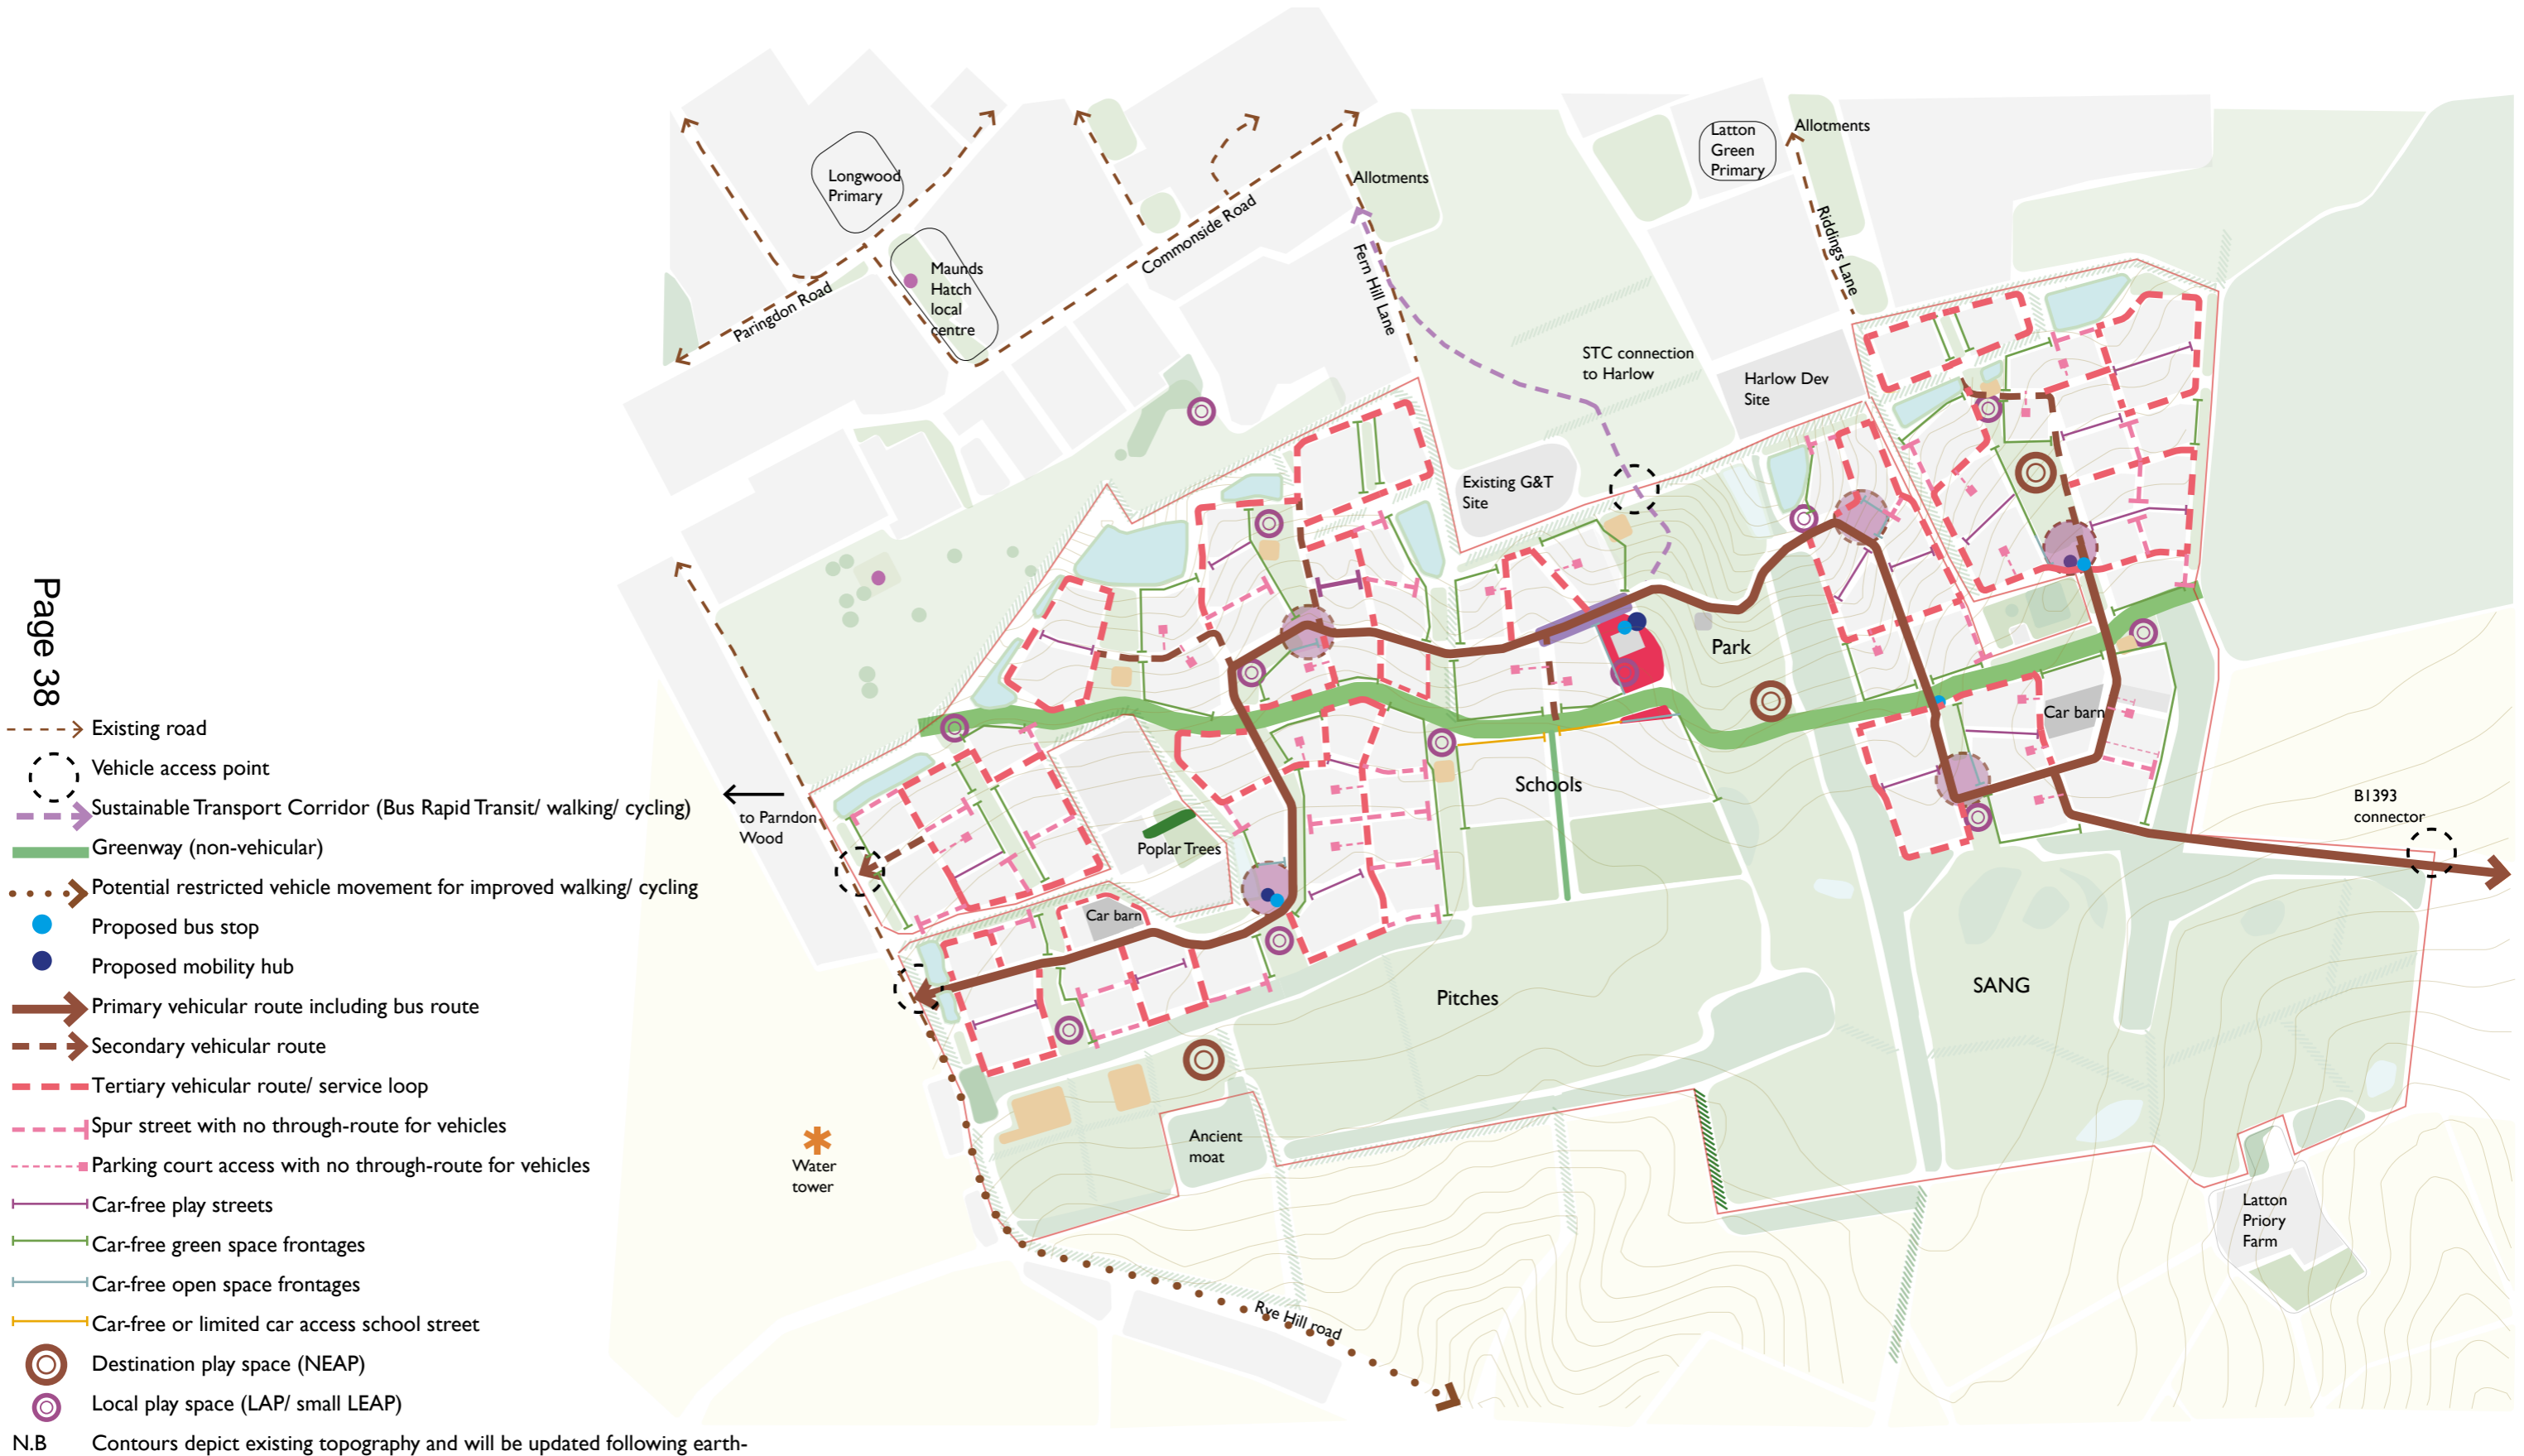 Page 38
Existing road
Vehicle access point
Sustainable Transport Corridor (Bus Rapid Transit/ walking/ cycling)
Greenway (non-vehicular)
Potential restricted vehicle movement for improved walking/ cycling
Proposed bus stop
Proposed mobility hub
Primary vehicular route including bus route
Secondary vehicular route
Tertiary vehicular route/ service loop
Spur street with no through-route for vehicles
Parking court access with no through-route for vehicles
Car-free play streets
Car-free green space frontages
Car-free open space frontages
Car-free or limited car access school street
Destination play space (NEAP)
Local play space (LAP/ small LEAP)
N.B Contours depict existing topography and will be updated following earth-
Longwood
Primary
Maunds
Hatch
local
centre
Paringdon Road
Commonside Road
Fern Hill Lane
Allotments
Latton
Green
Primary
Allotments
Riddings Lane
STC connection
to Harlow
Harlow Dev
Site
Existing G&T
Site
Park
Car barn
Schools
to Parndon
Wood
Poplar Trees
Car barn
B1393
connector
SANG
Pitches
Ancient
moat
Water
tower
Latton
Priory
Farm
Rye Hill road